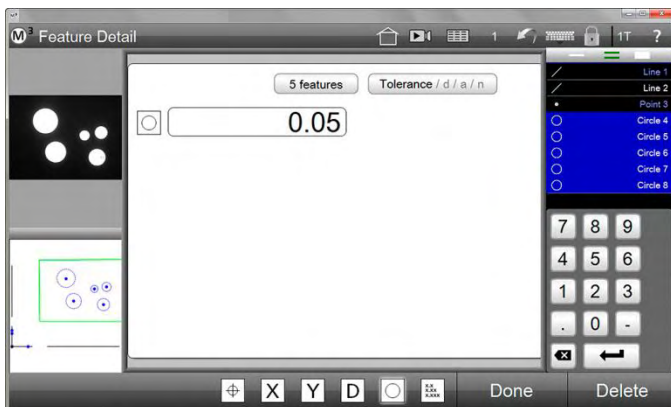 M3 Feature Detail 1 1T ?
5 features Tolerance / d / a / n
0.05
Line 1
Line 2
Point 3
Circle 4
Circle 5
Circle 6
Circle 7
Circle 8
7 8 9
4 5 6
1 2 3
. 0 -
X Y D X.X X.XX X.XXX Done Delete